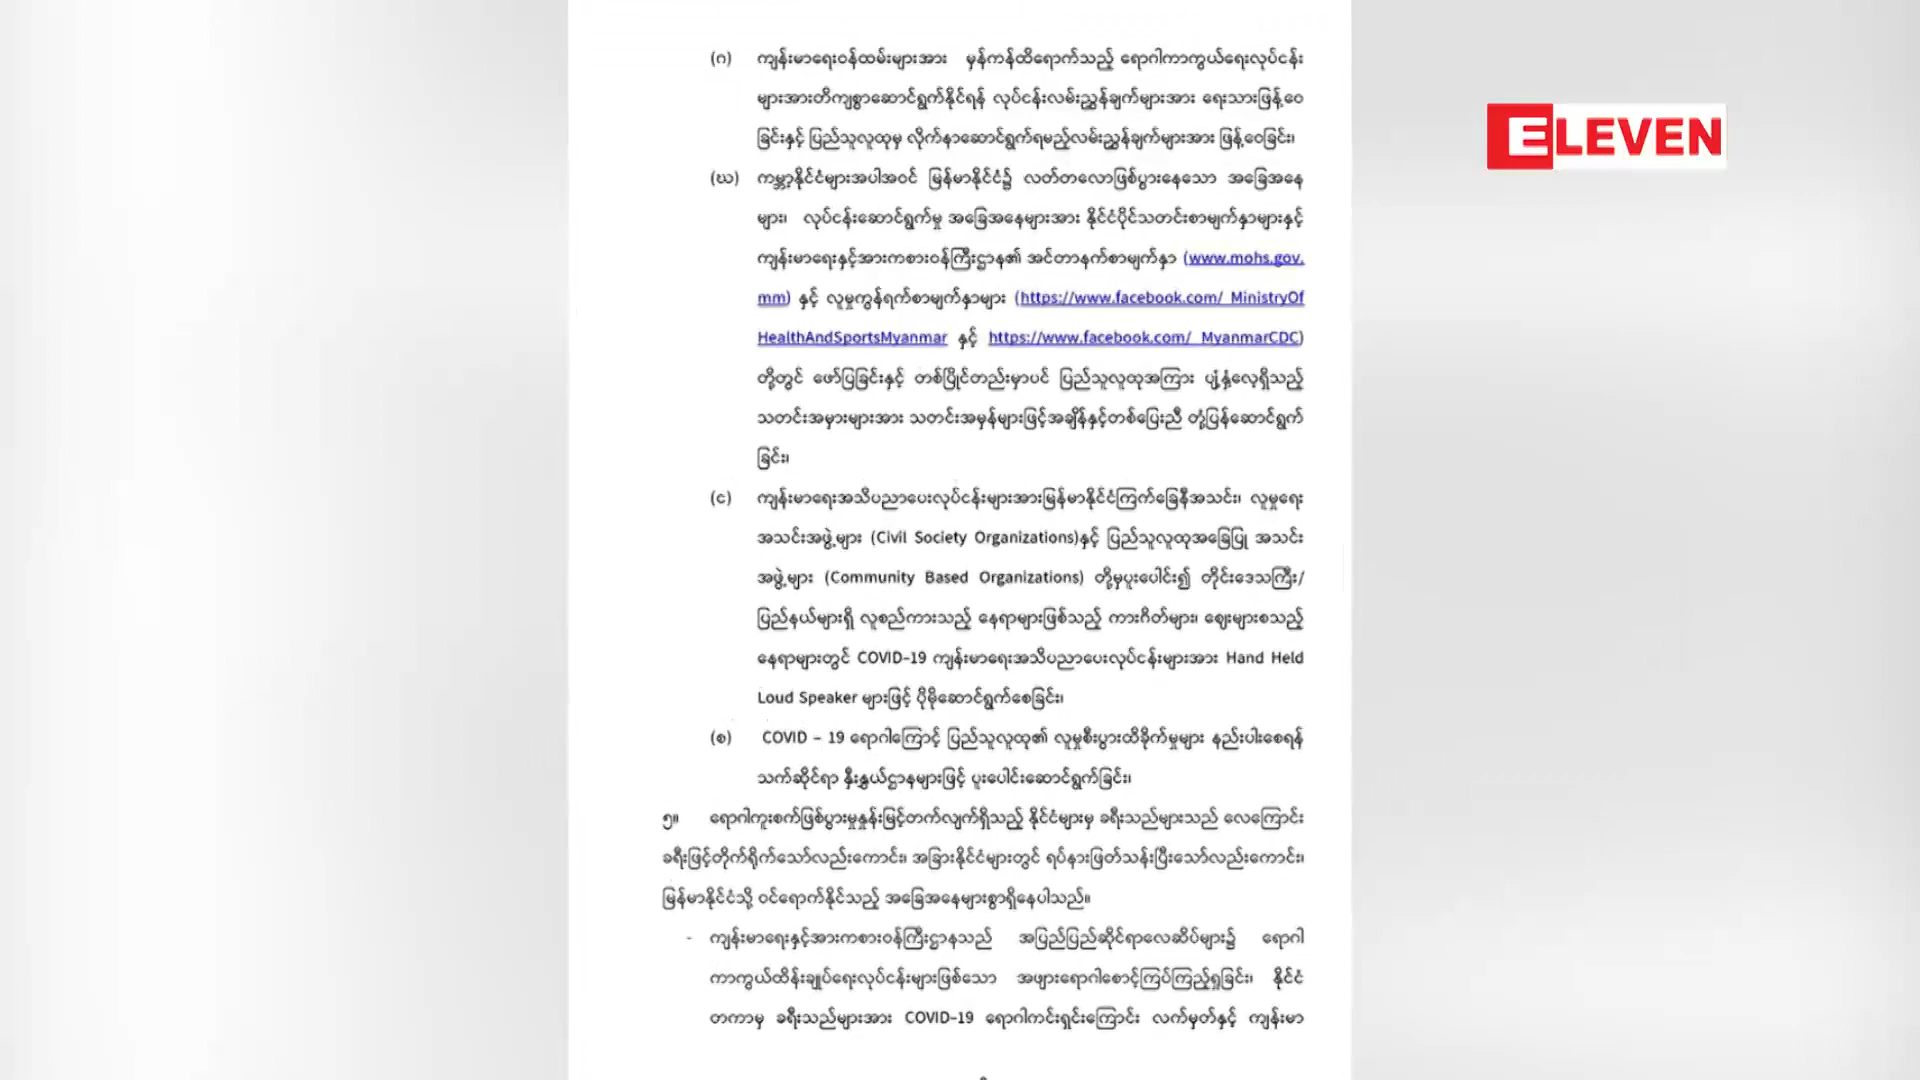 (ဂ) ကျန်းမာရေးဝန်ထမ်းများအား မှန်ကန်ထိရောက်သည့် ရောဂါကာကွယ်ရေးလုပ်ငန်း
များအားတိကျစွာဆောင်ရွက်နိုင်ရန် လုပ်ငန်းလမ်းညွှန်ချက်များအား ရေးသားဖြန့်ဝေ
ခြင်းနှင့် ပြည်သူလူထုမှ လိုက်နာဆောင်ရွက်ရမည့်လမ်းညွှန်ချက်များအား ဖြန့်ဝေခြင်း၊
ELEVEN
(ဃ) ကမ္ဘာ့နိုင်ငံများအပါအဝင် မြန်မာနိုင်ငံ၌ လတ်တလောဖြစ်ပွားနေသော အခြေအနေ
များ၊ လုပ်ငန်းဆောင်ရွက်မှု အခြေအနေများအား နိုင်ငံပိုင်သတင်းစာမျက်နှာများနှင့်
ကျန်းမာရေးနှင့်အားကစားဝန်ကြီးဌာန၏ အင်တာနက်စာမျက်နှာ (www.mohs.gov.
mm) နှင့် လူမှုကွန်ရက်စာမျက်နှာများ (https://www.facebook.com/ MinistryOf
HealthAndSportsMyanmar နှင့် https://www.facebook.com/ MyanmarCDC)
တို့တွင် ဖော်ပြခြင်းနှင့် တစ်ပြိုင်တည်းမှာပင် ပြည်သူလူထုအကြား ပျံ့နှံ့လေ့ရှိသည့်
သတင်းအမှားများအား သတင်းအမှန်များဖြင့်အချိန်နှင့်တစ်ပြေးညီ တုံ့ပြန်ဆောင်ရွက်
ခြင်း၊
(င) ကျန်းမာရေးအသိပညာပေးလုပ်ငန်းများအားမြန်မာနိုင်ငံကြက်ခြေနီအသင်း၊ လူမှုရေး
အသင်းအဖွဲ့များ (Civil Society Organizations)နှင့် ပြည်သူလူထုအခြေပြု အသင်း
အဖွဲ့များ (Community Based Organizations) တို့မှပူးပေါင်း၍ တိုင်းဒေသကြီး/
ပြည်နယ်များရှိ လူစည်ကားသည့် နေရာများဖြစ်သည့် ကားဂိတ်များ၊ ဈေးများစသည့်
နေရာများတွင် COVID-19 ကျန်းမာရေးအသိပညာပေးလုပ်ငန်းများအား Hand Held
Loud Speaker များဖြင့် ပိုမိုဆောင်ရွက်စေခြင်း၊
(စ) COVID – 19 ရောဂါကြောင့် ပြည်သူလူထု၏ လူမှုစီးပွားထိခိုက်မှုများ နည်းပါးစေရန်
သက်ဆိုင်ရာ နှီးနွှယ်ဌာနများဖြင့် ပူးပေါင်းဆောင်ရွက်ခြင်း၊
၅။ ရောဂါကူးစက်ဖြစ်ပွားမှုနှုန်းမြင့်တက်လျက်ရှိသည့် နိုင်ငံများမှ ခရီးသည်များသည် လေကြောင်း
ခရီးဖြင့်တိုက်ရိုက်သော်လည်းကောင်း၊ အခြားနိုင်ငံများတွင် ရပ်နားဖြတ်သန်းပြီးသော်လည်းကောင်း၊
မြန်မာနိုင်ငံသို့ ဝင်ရောက်နိုင်သည့် အခြေအနေများစွာရှိနေပါသည်။
- ကျန်းမာရေးနှင့်အားကစားဝန်ကြီးဌာနသည် အပြည်ပြည်ဆိုင်ရာလေဆိပ်များ၌ ရောဂါ
ကာကွယ်ထိန်းချုပ်ရေးလုပ်ငန်းများဖြစ်သော အဖျားရောဂါစောင့်ကြပ်ကြည့်ရှုခြင်း၊ နိုင်ငံ
တကာမှ ခရီးသည်များအား COVID-19 ရောဂါကင်းရှင်းကြောင်း လက်မှတ်နှင့် ကျန်းမာ